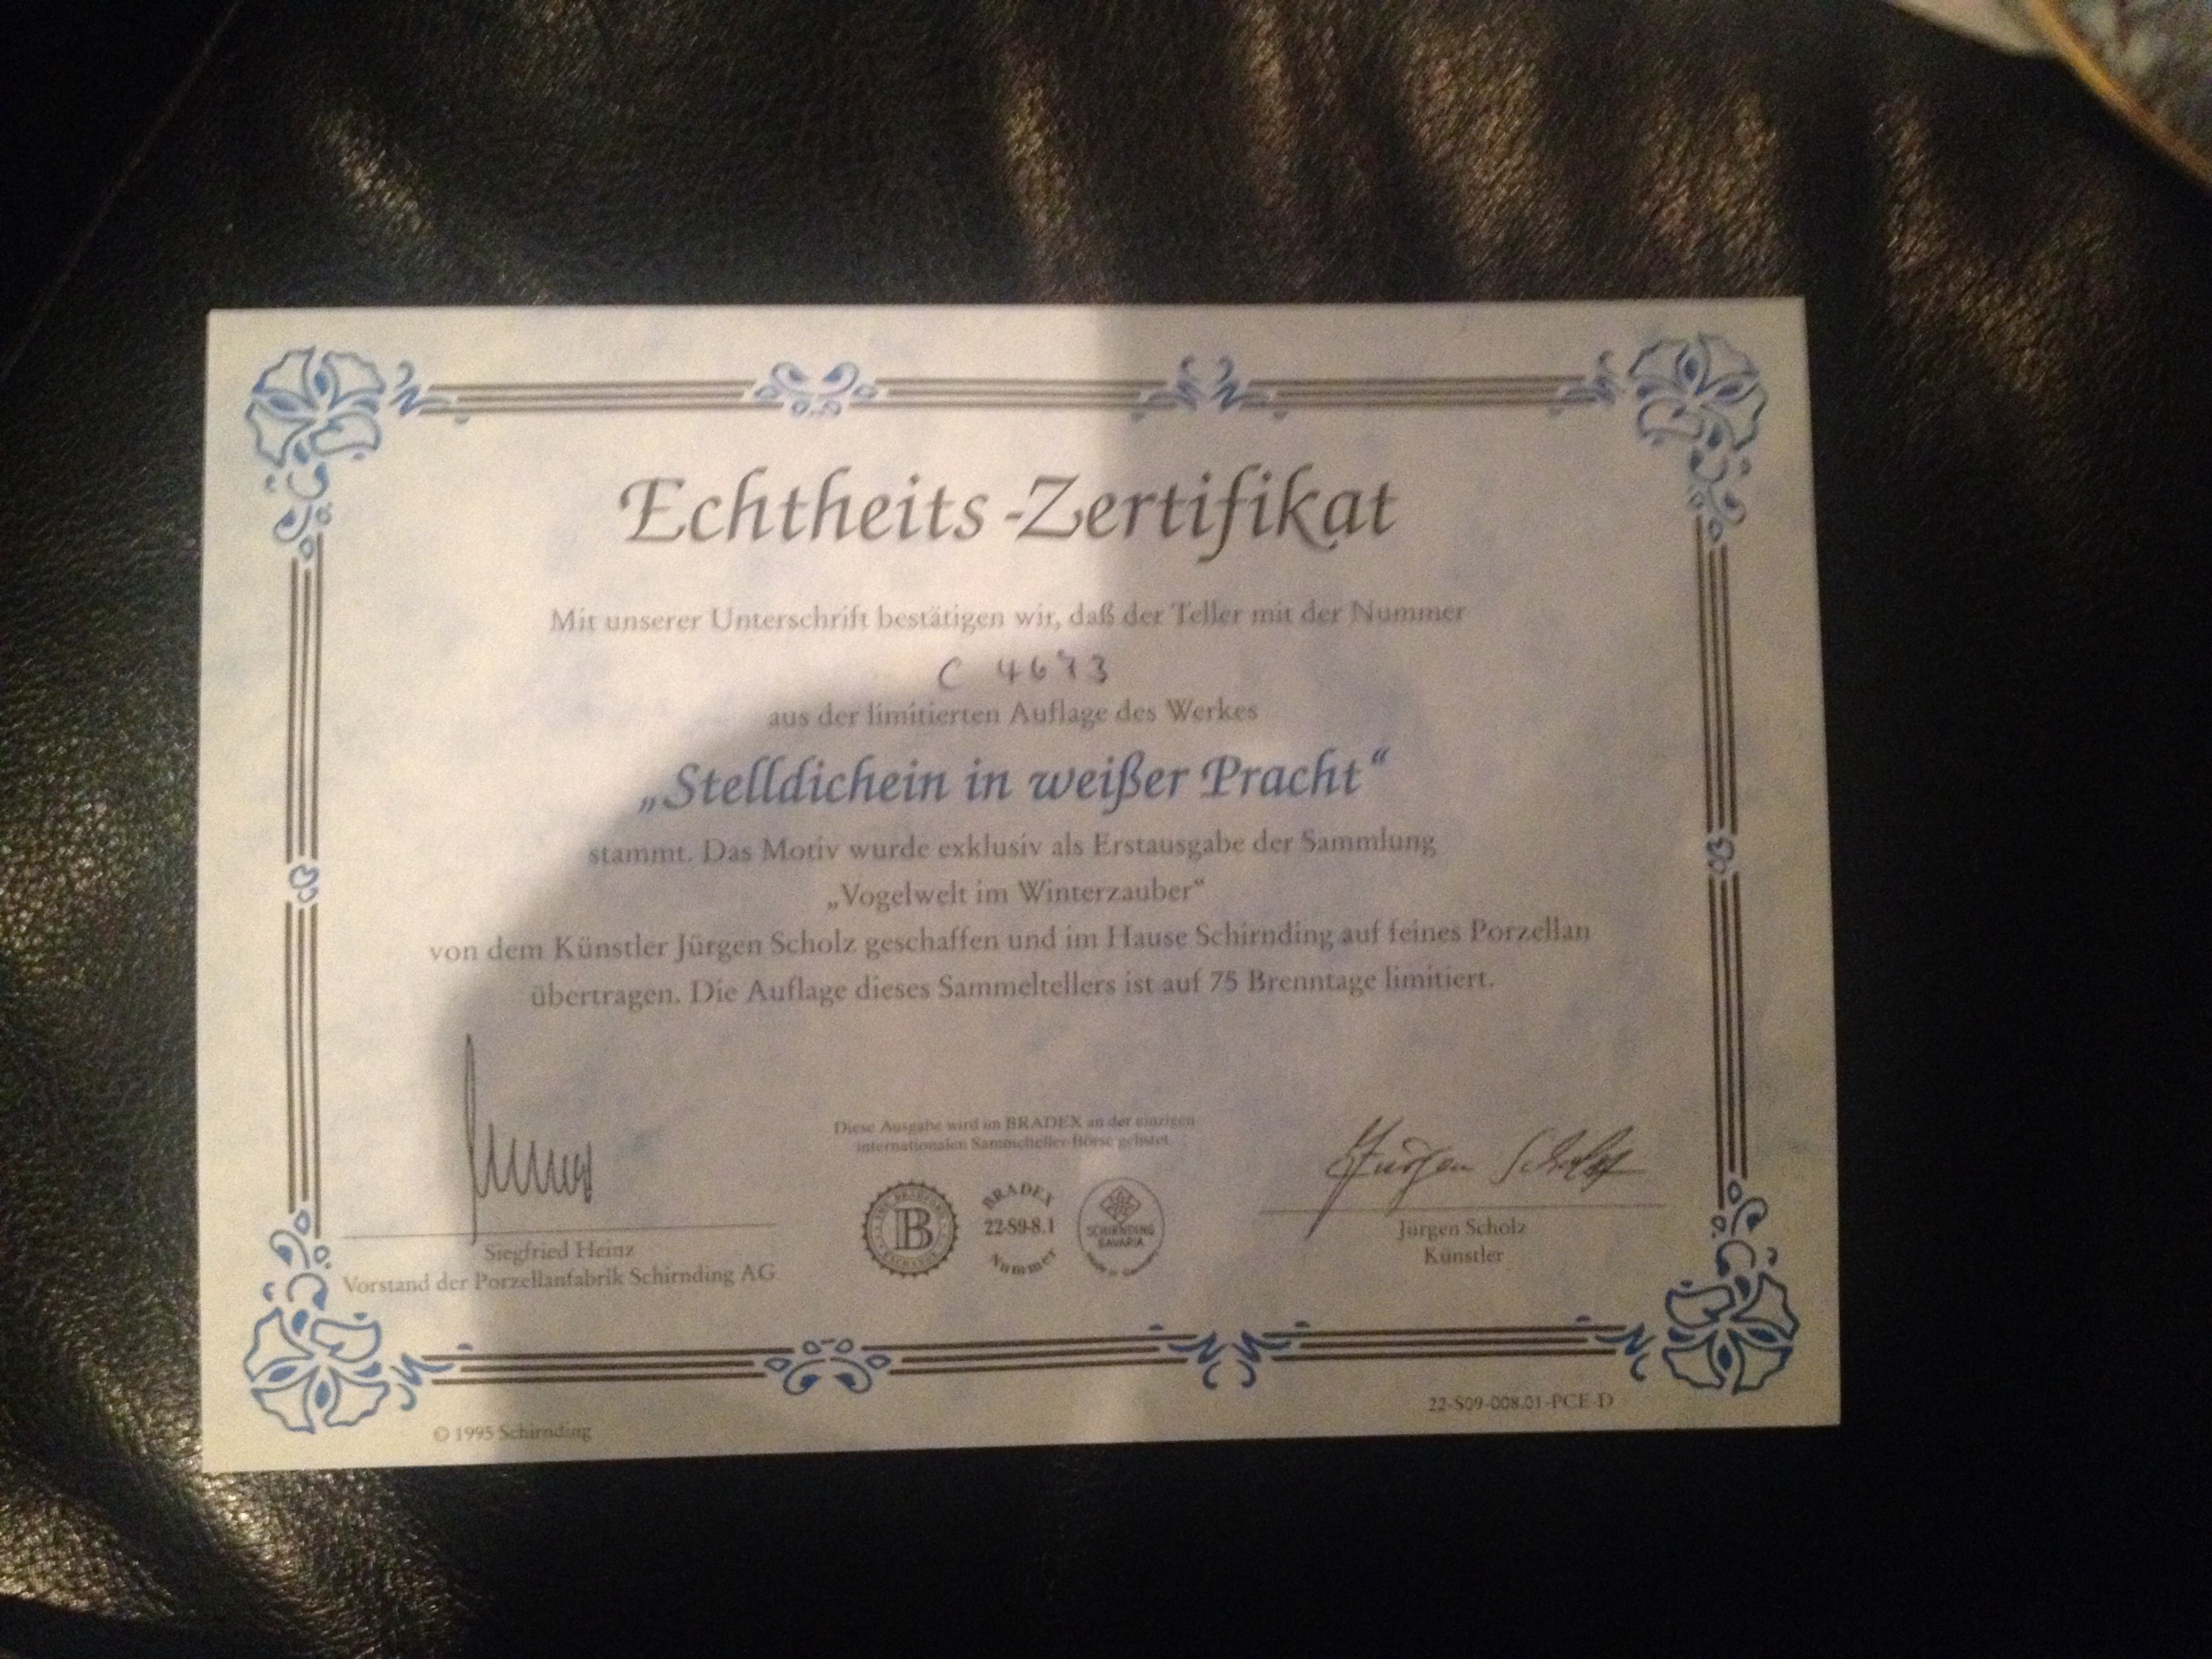 Echtheits-Zertifikat
Mit unserer Unterschrift bestätigen wir, daß der Teller mit der Nummer
C 4673
aus der limitierten Auflage des Werkes
„Stelldichein in weißer Pracht“
stammt. Das Motiv wurde exklusiv als Erstausgabe der Sammlung
„Vogelwelt im Winterzauber“
von dem Künstler Jürgen Scholz geschaffen und im Hause Schirnding auf feines Porzellan
übertragen. Die Auflage dieses Sammeltellers ist auf 75 Brenntage limitiert.
Diese Ausgabe wird im BRADEX an der einzigen
internationalen Sammelteller-Börse gelistet.
Jürgen Scholz
B
BRADEX
22-S9-8.1
Nummer
SCHIRNDING
BAVARIA
Siegfried Heinz
Vorstand der Porzellanfabrik Schirnding AG
Jürgen Scholz
Künstler
22-S09-008.01-PCE-D
© 1995 Schirnding